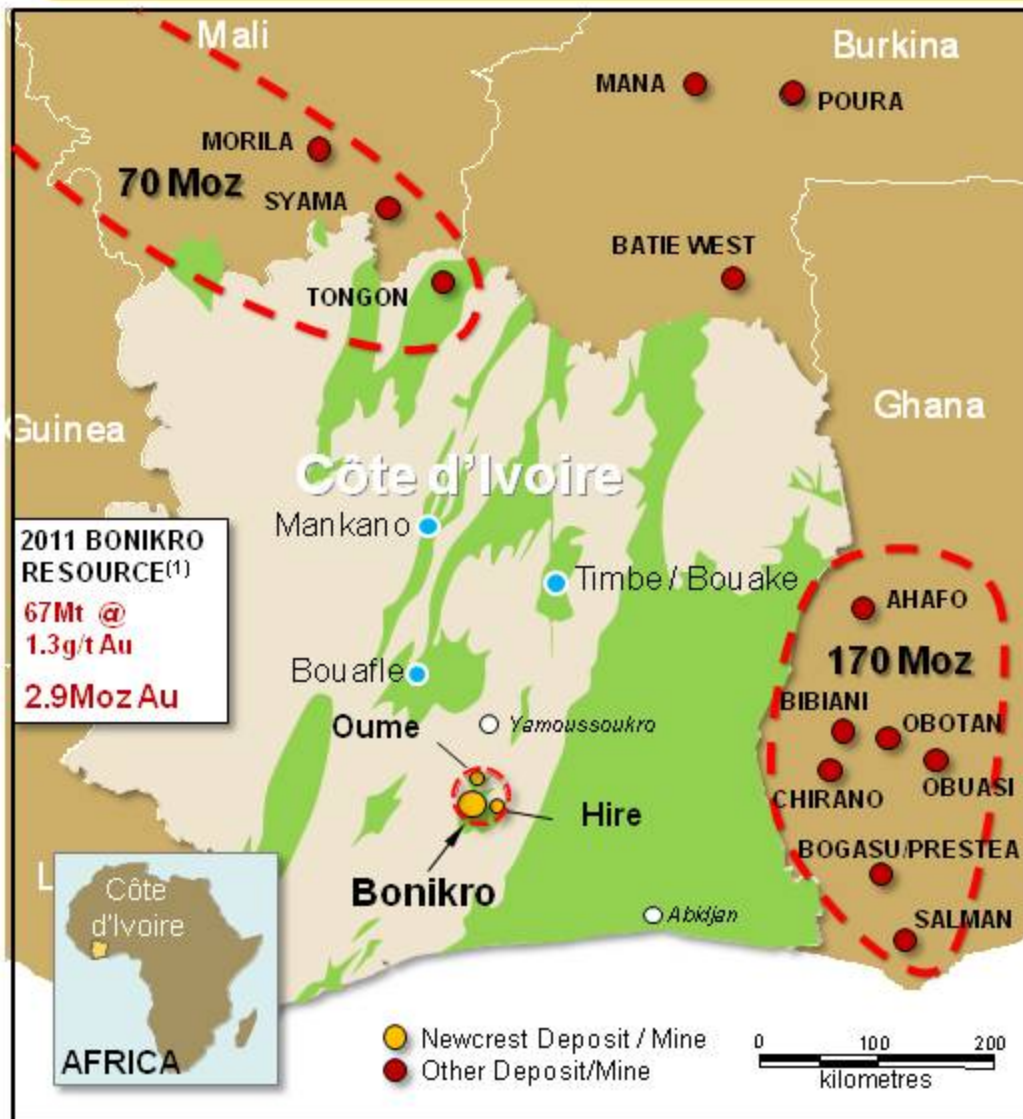 Mali
Burkina
MANA
POURA
MORILA
70 Moz
SYAMA
BATIE WEST
TONGON
Ghana
Guinea
Côte d'Ivoire
Mankano
2011 BONIKRO
RESOURCE(1)
67Mt @
1.3g/t Au
2.9Moz Au
Timbe / Bouake
AHAFO
170 Moz
Bouafle
BIBIANI
OBOTAN
Oume
Yamoussoukro
OBUASI
CHIRANO
Hire
BOGASU/PRESTEA
Bonikro
L
Abidjan
SALMAN
Côte
d'Ivoire
AFRICA
Newcrest Deposit / Mine
Other Deposit/Mine
0 100 200
kilometres